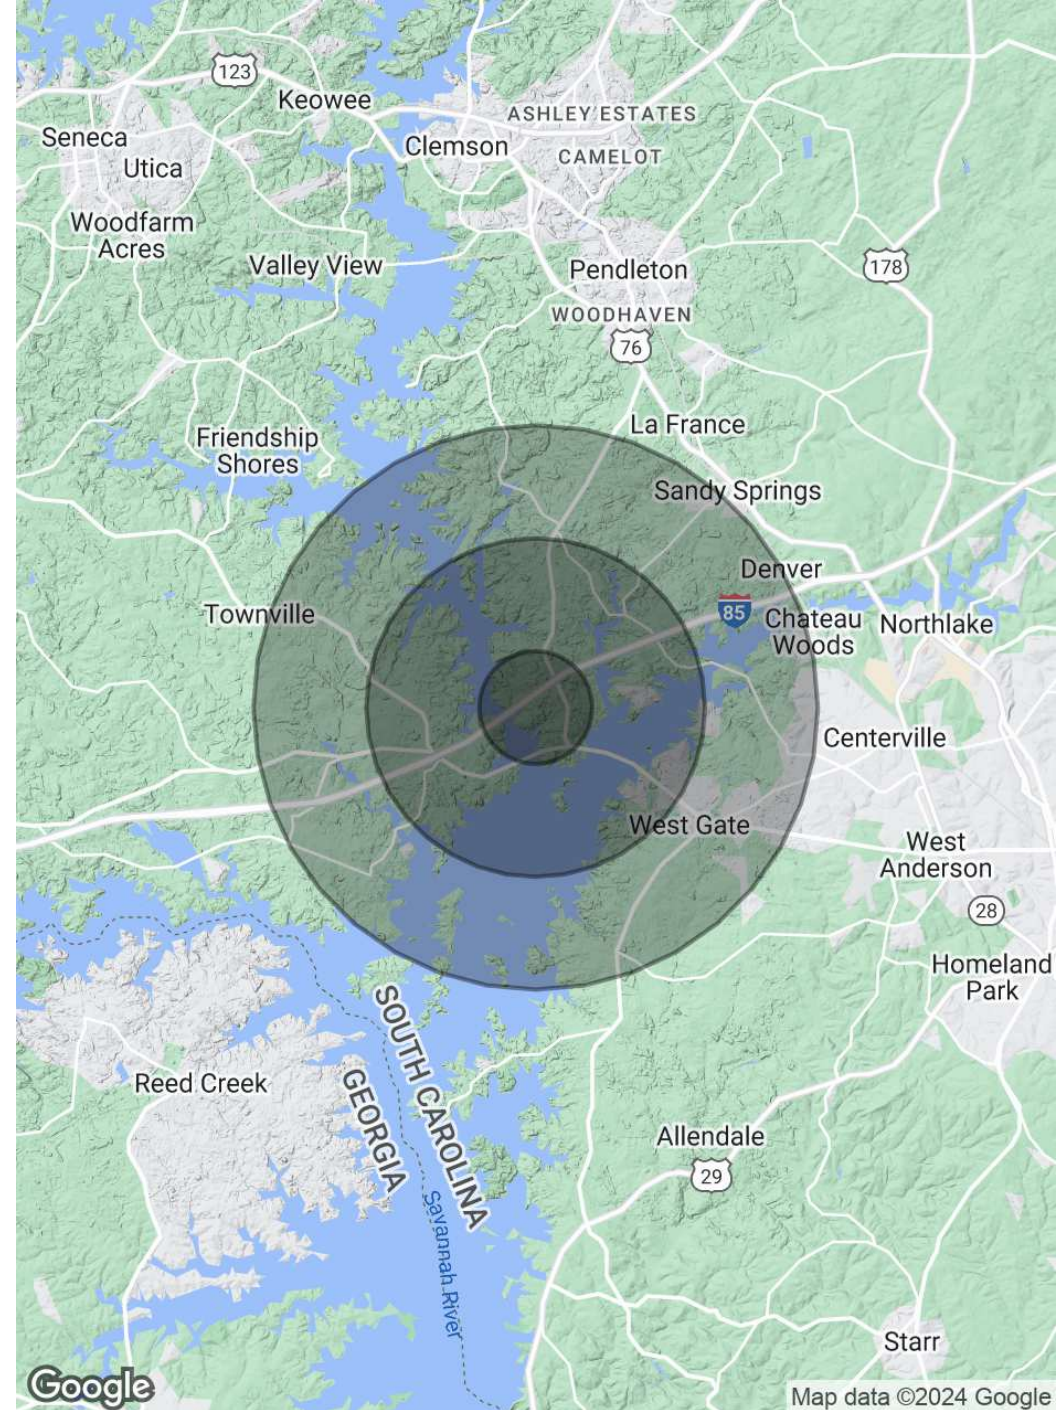 123
Keowee
ASHLEY ESTATES
Seneca
Clemson
CAMELOT
Utica
Woodfarm
Acres
Valley View
Pendleton
178
WOODHAVEN
76
La France
Friendship
Shores
Sandy Springs
Denver
Townville
85
Chateau
Woods
Northlake
Centerville
West Gate
West
Anderson
28
Homeland
Park
SOUTH CAROLINA
GEORGIA
Reed Creek
Allendale
29
Savannah River
Starr
Google
Map data ©2024 Google